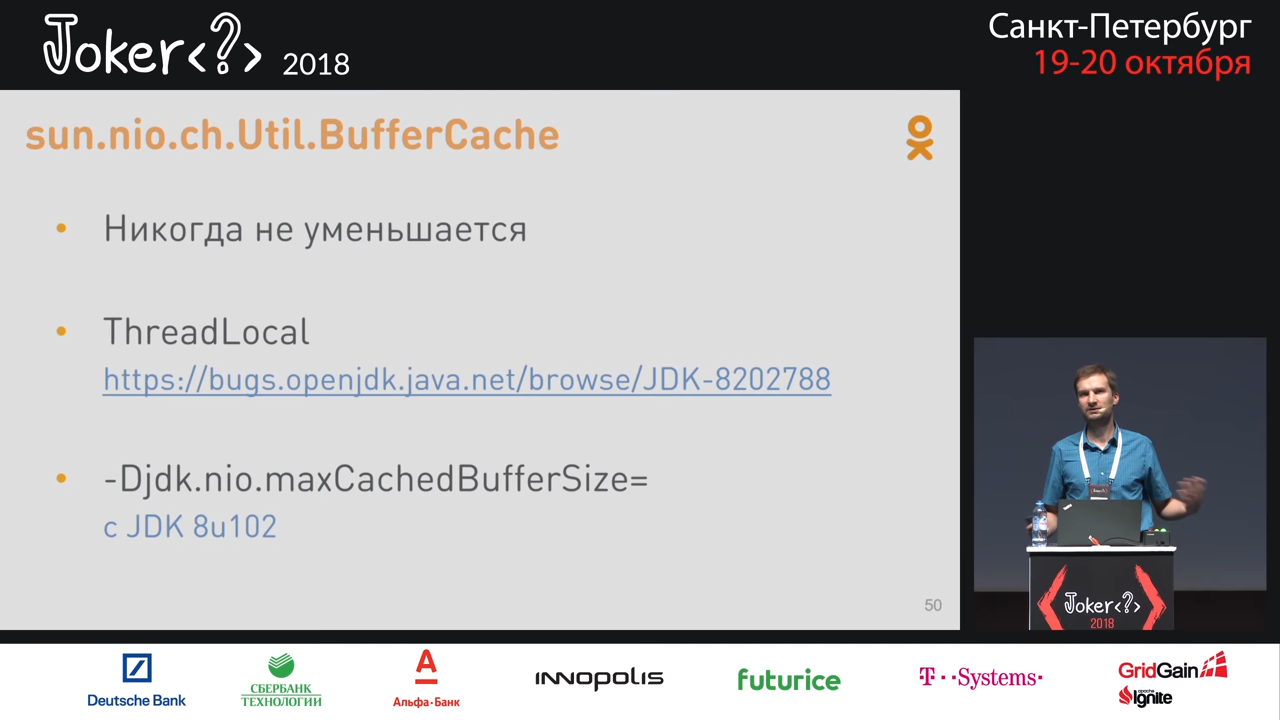 Joker<?> 2018
Санкт-Петербург
19-20 октября
sun.nio.ch.Util.BufferCache
• Никогда не уменьшается
• ThreadLocal
https://bugs.openjdk.java.net/browse/JDK-8202788
• -Djdk.nio.maxCachedBufferSize=
с JDK 8u102
50
Joker<?>
2018
Deutsche Bank
СБЕРБАНК
ТЕХНОЛОГИИ
Альфа·Банк
INNOPOLIS
futurice
T··Systems·
GridGain
APACHE
Ignite